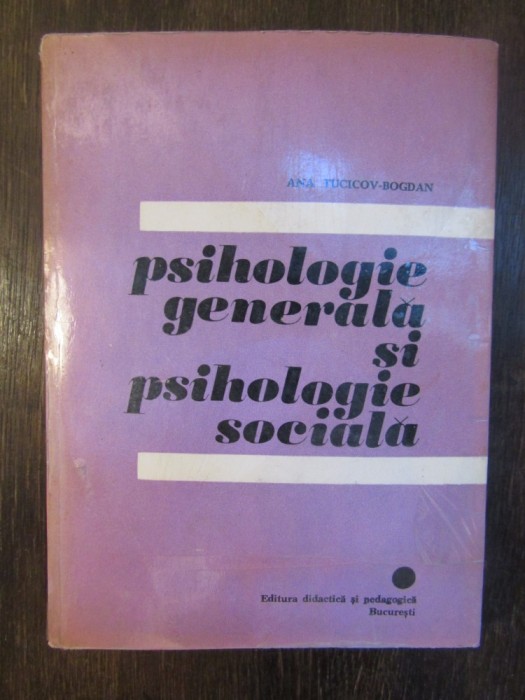 ANA TUCICOV-BOGDAN
psihologie
generală
și
psihologie
socială
Editura didactică și pedagogică
București